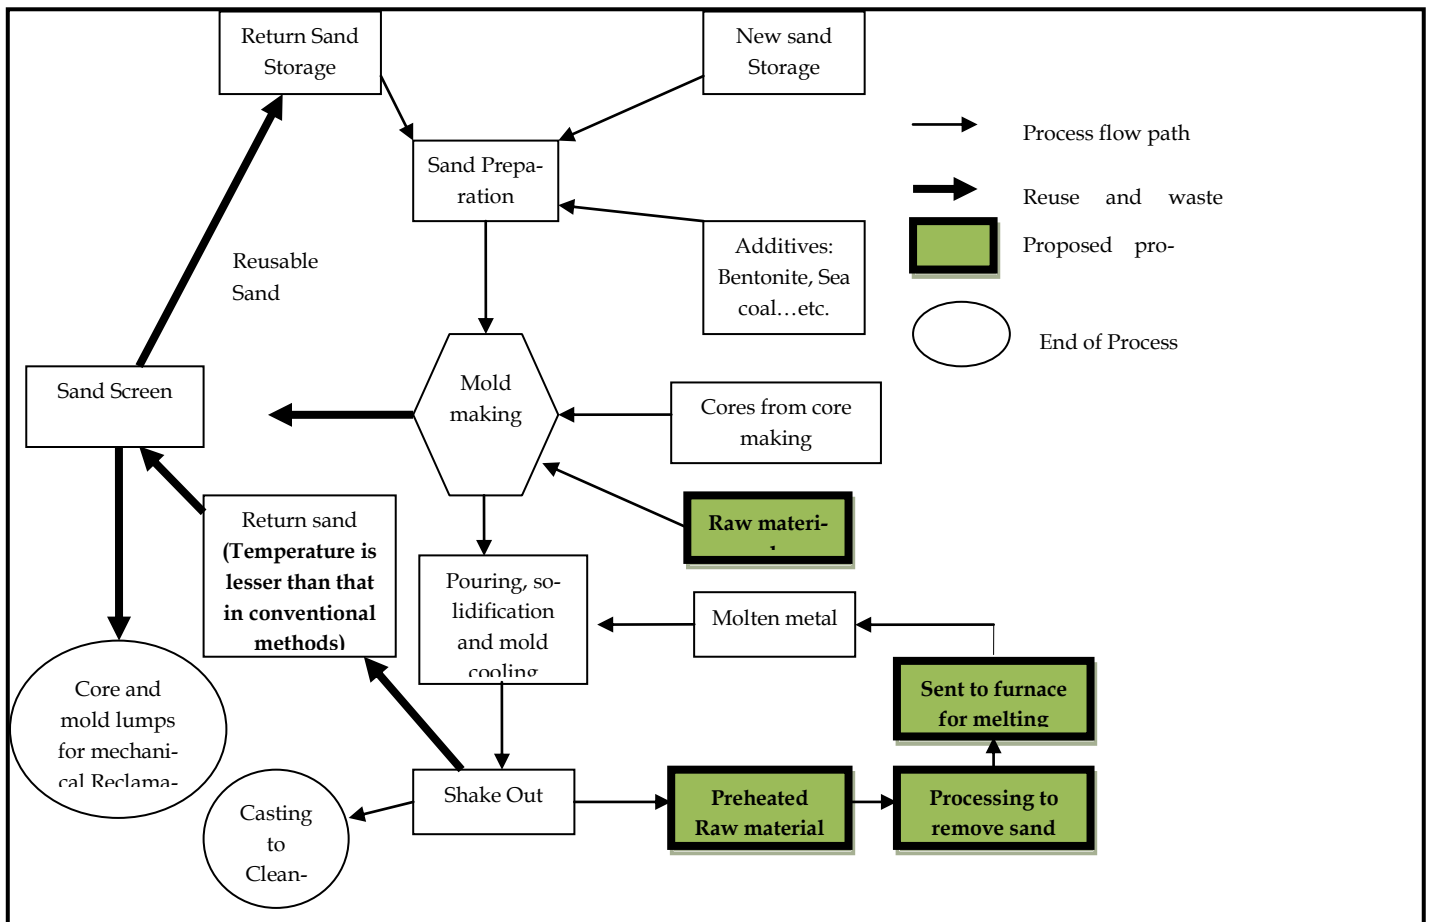 Return Sand
Storage
New sand
Storage
Process flow path
Sand Prepa-
ration
Reuse and waste
Additives:
Bentonite, Sea
coal…etc.
Proposed pro-
Reusable
Sand
End of Process
Sand Screen
Mold
making
Cores from core
making
Return sand
(Temperature is
lesser than that
in conventional
methods)
Raw materi-
Pouring, so-
lidification
and mold
cooling
Molten metal
Core and
mold lumps
for mechani-
cal Reclama-
Sent to furnace
for melting
Casting
to
Clean-
Shake Out
Preheated
Raw material
Processing to
remove sand